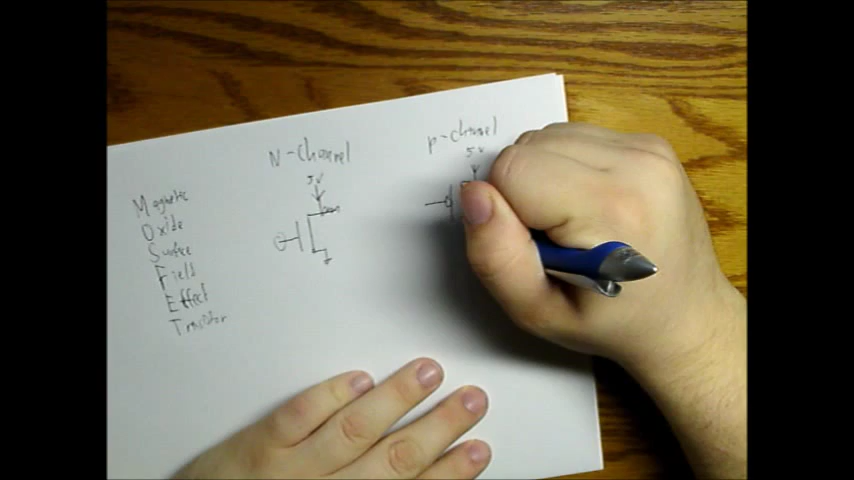 N-channel
P-channel
5V
5V
Magnetic
Oxide
Surface
Field
Effect
Transistor